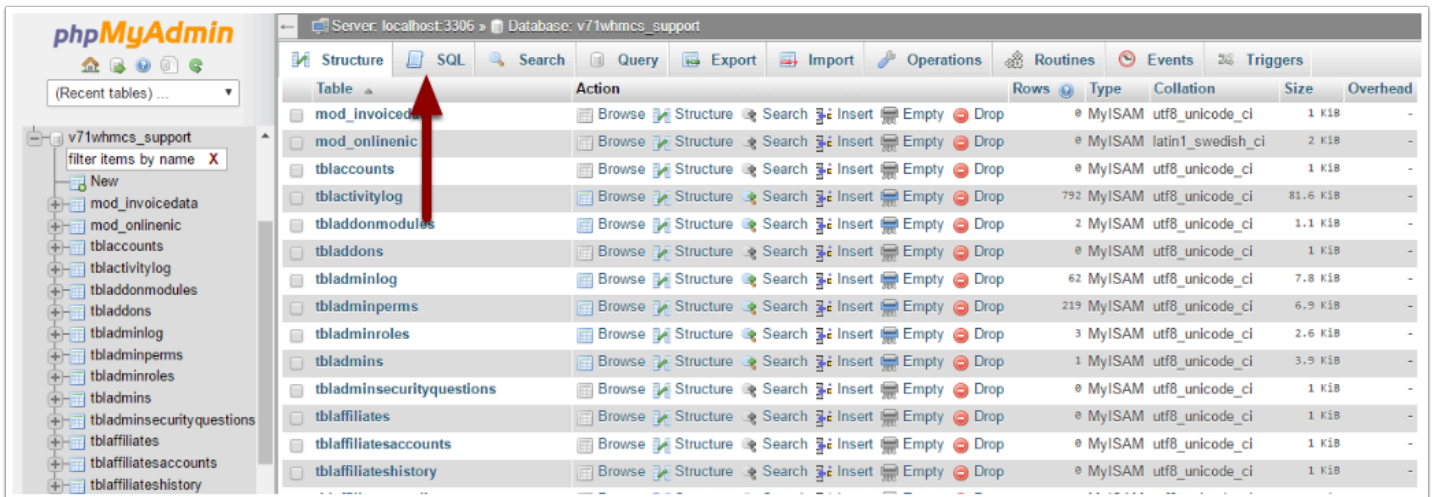 phpMyAdmin
(Recent tables) ...
v71whmcs_support
filter items by name X
New
mod_invoicedata
mod_onlinenic
tblaccounts
tblactivitylog
tbladdonmodules
tbladdons
tbladminlog
tbladminperms
tbladminroles
tbladmins
tbladminsecurityquestions
tblaffiliates
tblaffiliatesaccounts
tblaffiliateshistory
Server: localhost:3306 » Database: v71whmcs_support
Structure SQL Search Query Export Import Operations Routines Events Triggers
Table Action Rows Type Collation Size Overhead
mod_invoiceda Browse Structure Search Insert Empty Drop 0 MyISAM utf8_unicode_ci 1 KiB -
mod_onlinenic Browse Structure Search Insert Empty Drop 0 MyISAM latin1_swedish_ci 2 KiB -
tblaccounts Browse Structure Search Insert Empty Drop 0 MyISAM utf8_unicode_ci 1 KiB -
tblactivitylog Browse Structure Search Insert Empty Drop 792 MyISAM utf8_unicode_ci 81.6 KiB -
tbladdonmodules Browse Structure Search Insert Empty Drop 2 MyISAM utf8_unicode_ci 1.1 KiB -
tbladdons Browse Structure Search Insert Empty Drop 0 MyISAM utf8_unicode_ci 1 KiB -
tbladminlog Browse Structure Search Insert Empty Drop 62 MyISAM utf8_unicode_ci 7.8 KiB -
tbladminperms Browse Structure Search Insert Empty Drop 219 MyISAM utf8_unicode_ci 6.9 KiB -
tbladminroles Browse Structure Search Insert Empty Drop 3 MyISAM utf8_unicode_ci 2.6 KiB -
tbladmins Browse Structure Search Insert Empty Drop 1 MyISAM utf8_unicode_ci 3.9 KiB -
tbladminsecurityquestions Browse Structure Search Insert Empty Drop 0 MyISAM utf8_unicode_ci 1 KiB -
tblaffiliates Browse Structure Search Insert Empty Drop 0 MyISAM utf8_unicode_ci 1 KiB -
tblaffiliatesaccounts Browse Structure Search Insert Empty Drop 0 MyISAM utf8_unicode_ci 1 KiB -
tblaffiliateshistory Browse Structure Search Insert Empty Drop 0 MyISAM utf8_unicode_ci 1 KiB -